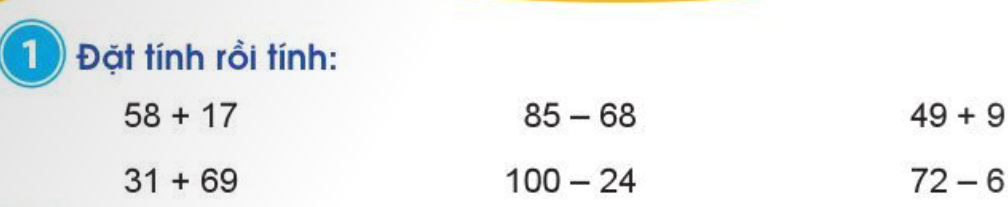 1 Đặt tính rồi tính:
58 + 17 85 – 68 49 + 9
31 + 69 100 – 24 72 – 6